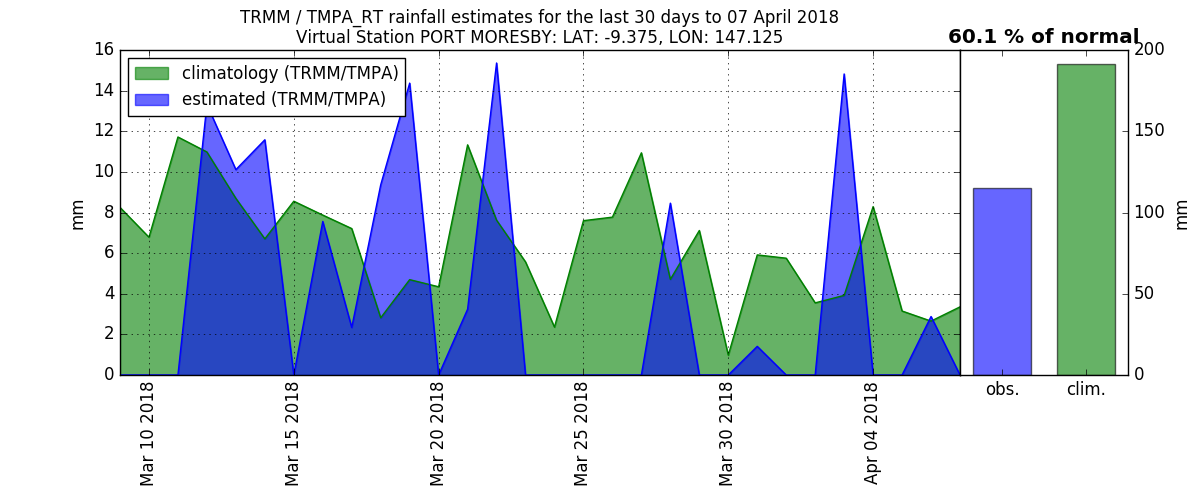 TRMM / TMPA_RT rainfall estimates for the last 30 days to 07 April 2018
Virtual Station PORT MORESBY: LAT: -9.375, LON: 147.125
60.1 % of normal
climatology (TRMM/TMPA)
estimated (TRMM/TMPA)
16
14
12
10
8
6
4
2
0
mm
Mar 10 2018
Mar 15 2018
Mar 20 2018
Mar 25 2018
Mar 30 2018
Apr 04 2018
200
150
100
50
0
mm
obs.
clim.